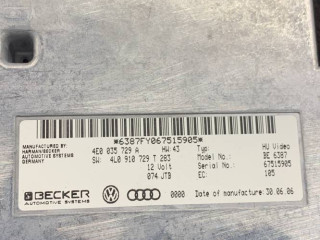 *6387FY067515905*
MANUFACTURED BY
HARMAN/BECKER
AUTOMOTIVE SYSTEMS
GERMANY
4E0 035 729 A HW:43 Typ: HU Video
SW: 4L0 910 729 T 283 Model No.: BE 6387
12 Volt Serial No.: 67515905
074 JTB EC: 105
BECKER
AUTOMOTIVE SYSTEMS
Date of manufacture: 30.06.06